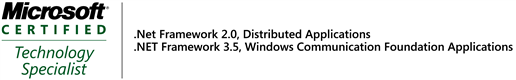 Microsoft
CERTIFIED
Technology
Specialist
.Net Framework 2.0, Distributed Applications
.NET Framework 3.5, Windows Communication Foundation Applications